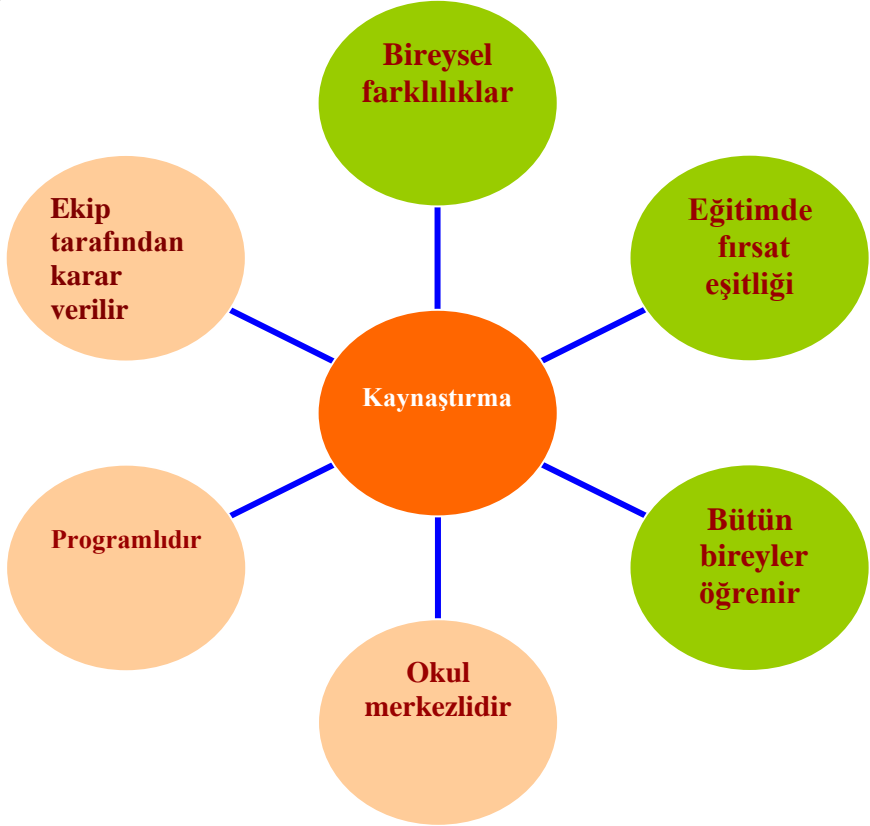 Bireysel
farklılıklar
Eğitimde
fırsat
eşitliği
Bütün
bireyler
öğrenir
Okul
merkezlidir
Programlıdır
Ekip
tarafından
karar
verilir
Kaynaştırma